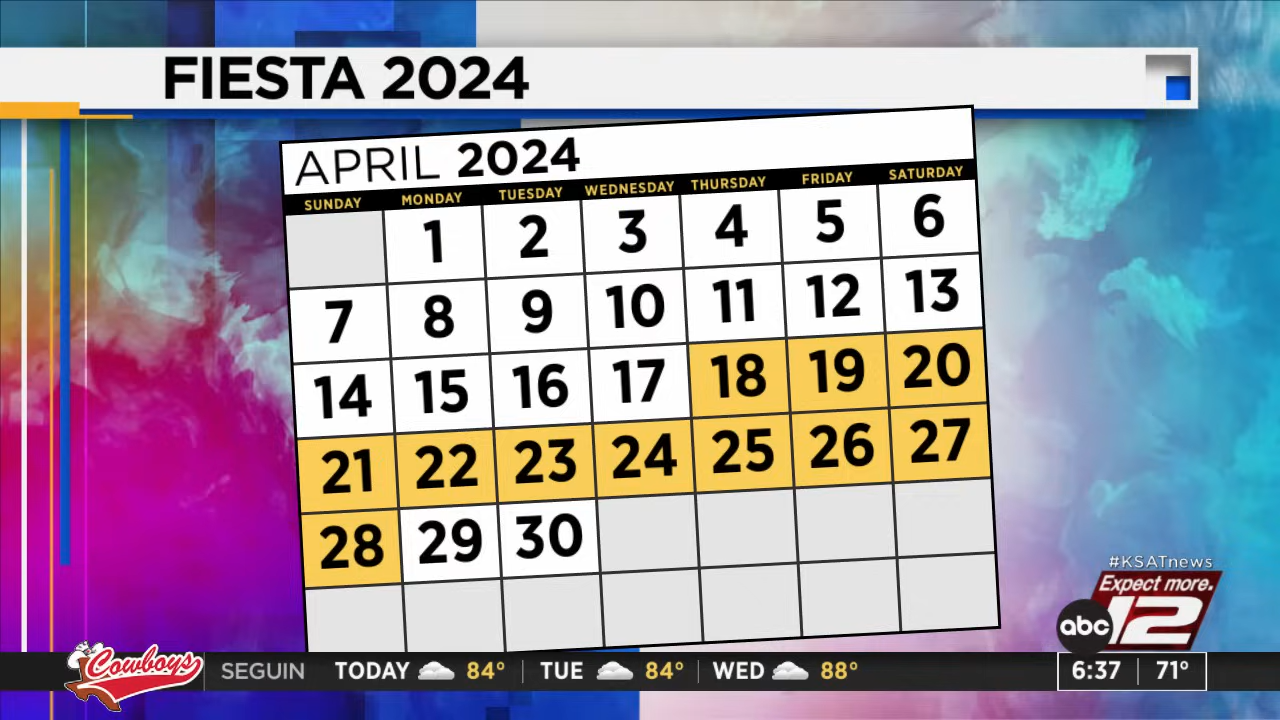 FIESTA 2024
APRIL 2024
SUNDAY MONDAY TUESDAY WEDNESDAY THURSDAY FRIDAY SATURDAY
1 2 3 4 5 6
7 8 9 10 11 12 13
14 15 16 17 18 19 20
21 22 23 24 25 26 27
28 29 30
#KSATnews
Expect more.
abc 12
Cowboys SEGUIN TODAY 84° TUE 84° WED 88° 6:37 71°